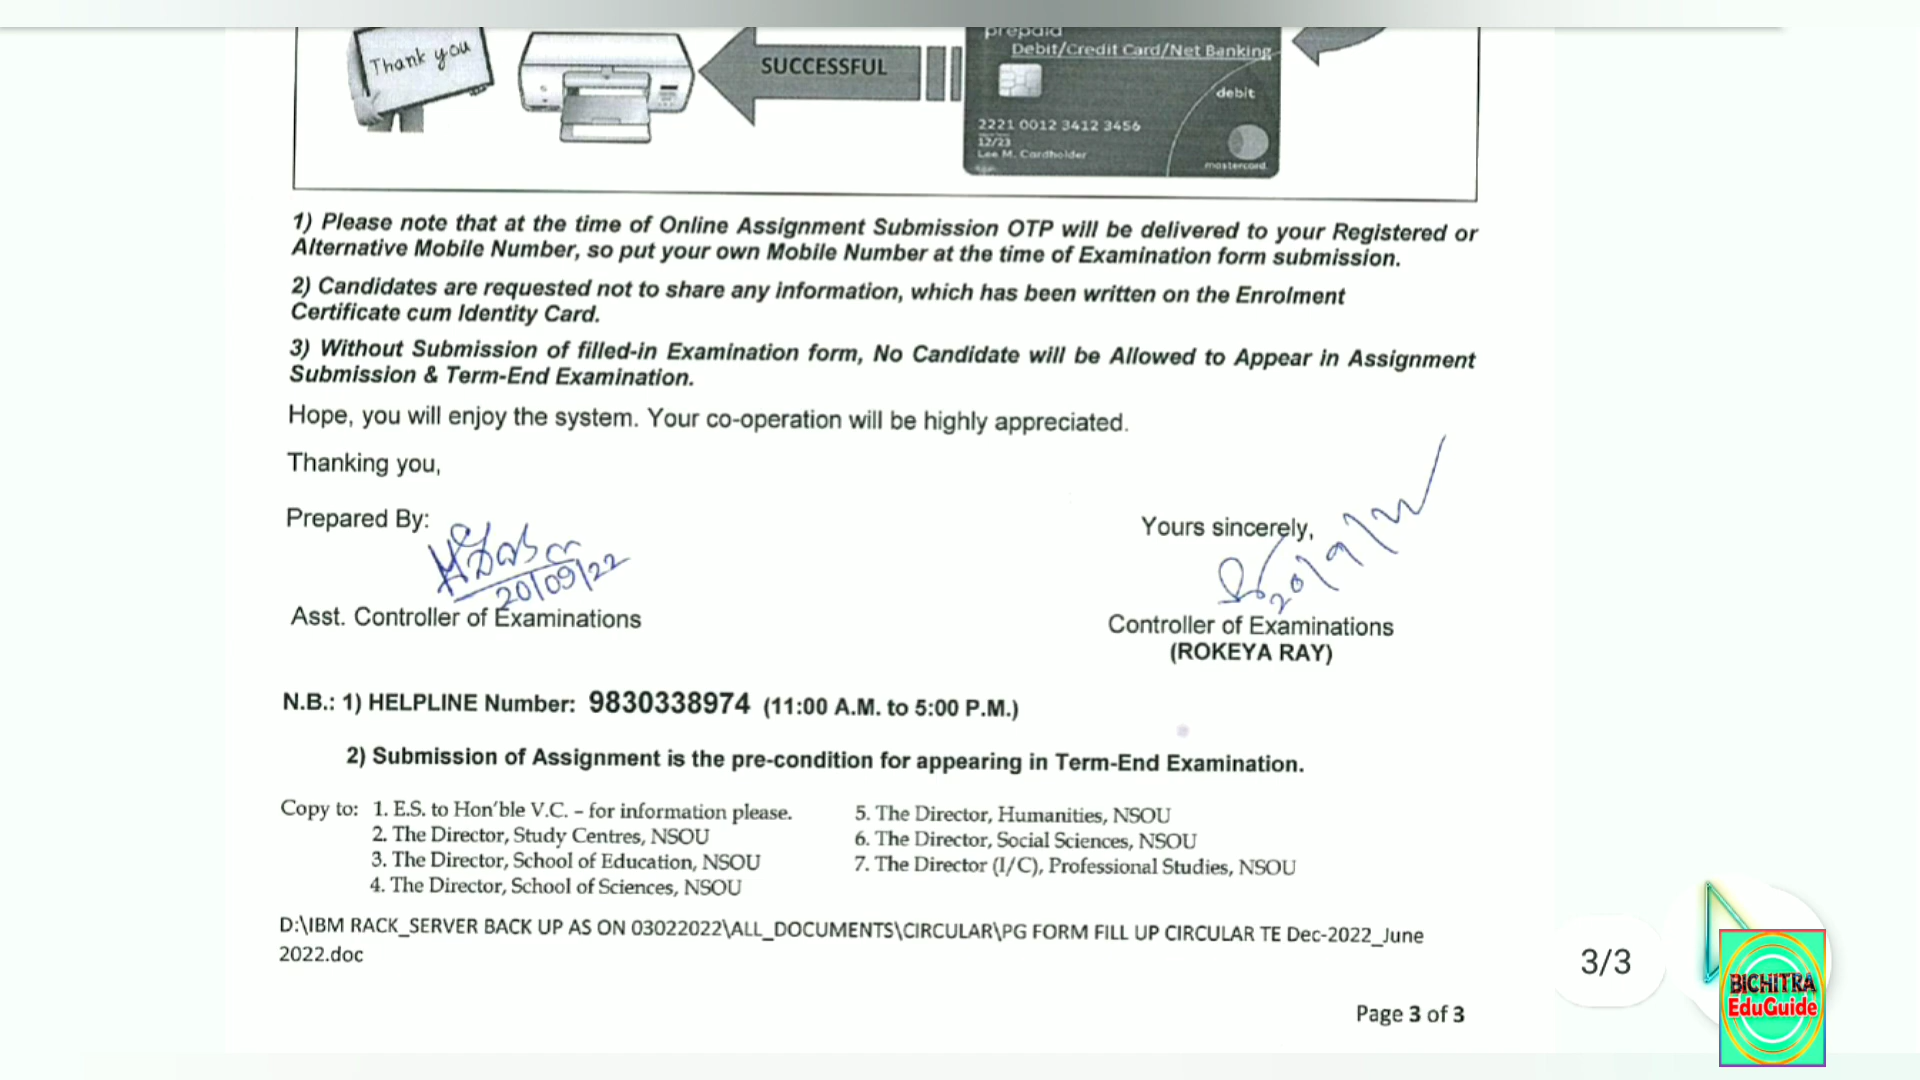 Thank you
SUCCESSFUL
prepaid
Debit/Credit Card/Net Banking
debit
2221 0012 3412 3456
12/23
Lee M. Cardholder
mastercard
1) Please note that at the time of Online Assignment Submission OTP will be delivered to your Registered or
Alternative Mobile Number, so put your own Mobile Number at the time of Examination form submission.
2) Candidates are requested not to share any information, which has been written on the Enrolment
Certificate cum Identity Card.
3) Without Submission of filled-in Examination form, No Candidate will be Allowed to Appear in Assignment
Submission & Term-End Examination.
Hope, you will enjoy the system. Your co-operation will be highly appreciated.
Thanking you,
Prepared By:
20/09/22
Asst. Controller of Examinations
Yours sincerely,
20/9/22
Controller of Examinations
(ROKEYA RAY)
N.B.: 1) HELPLINE Number: 9830338974 (11:00 A.M. to 5:00 P.M.)
2) Submission of Assignment is the pre-condition for appearing in Term-End Examination.
Copy to: 1. E.S. to Hon'ble V.C. – for information please.
2. The Director, Study Centres, NSOU
3. The Director, School of Education, NSOU
4. The Director, School of Sciences, NSOU
5. The Director, Humanities, NSOU
6. The Director, Social Sciences, NSOU
7. The Director (I/C), Professional Studies, NSOU
D:\IBM RACK_SERVER BACK UP AS ON 03022022\ALL_DOCUMENTS\CIRCULAR\PG FORM FILL UP CIRCULAR TE Dec-2022_June
2022.doc
3/3
Page 3 of 3
BICHITRA
EduGuide